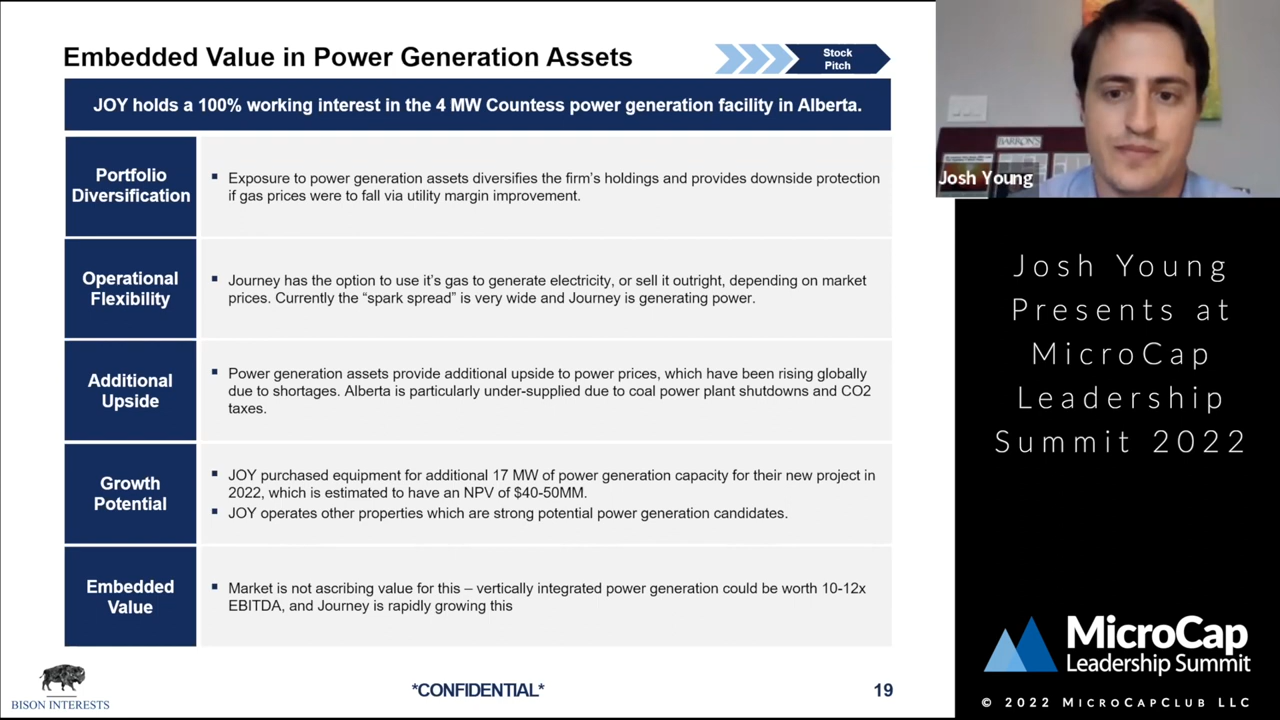 Embedded Value in Power Generation Assets
Stock
Pitch
JOY holds a 100% working interest in the 4 MW Countess power generation facility in Alberta.
Portfolio
Diversification
▪ Exposure to power generation assets diversifies the firm's holdings and provides downside protection
if gas prices were to fall via utility margin improvement.
Operational
Flexibility
▪ Journey has the option to use it's gas to generate electricity, or sell it outright, depending on market
prices. Currently the "spark spread" is very wide and Journey is generating power.
Additional
Upside
▪ Power generation assets provide additional upside to power prices, which have been rising globally
due to shortages. Alberta is particularly under-supplied due to coal power plant shutdowns and CO2
taxes.
Growth
Potential
▪ JOY purchased equipment for additional 17 MW of power generation capacity for their new project in
2022, which is estimated to have an NPV of $40-50MM.
▪ JOY operates other properties which are strong potential power generation candidates.
Embedded
Value
▪ Market is not ascribing value for this – vertically integrated power generation could be worth 10-12x
EBITDA, and Journey is rapidly growing this
BISON INTERESTS
*CONFIDENTIAL*
19
BARRON'S
Josh Young
Josh Young
Presents at
MicroCap
Leadership
Summit 2022
MicroCap
Leadership Summit
© 2022 MICROCAPCLUB LLC